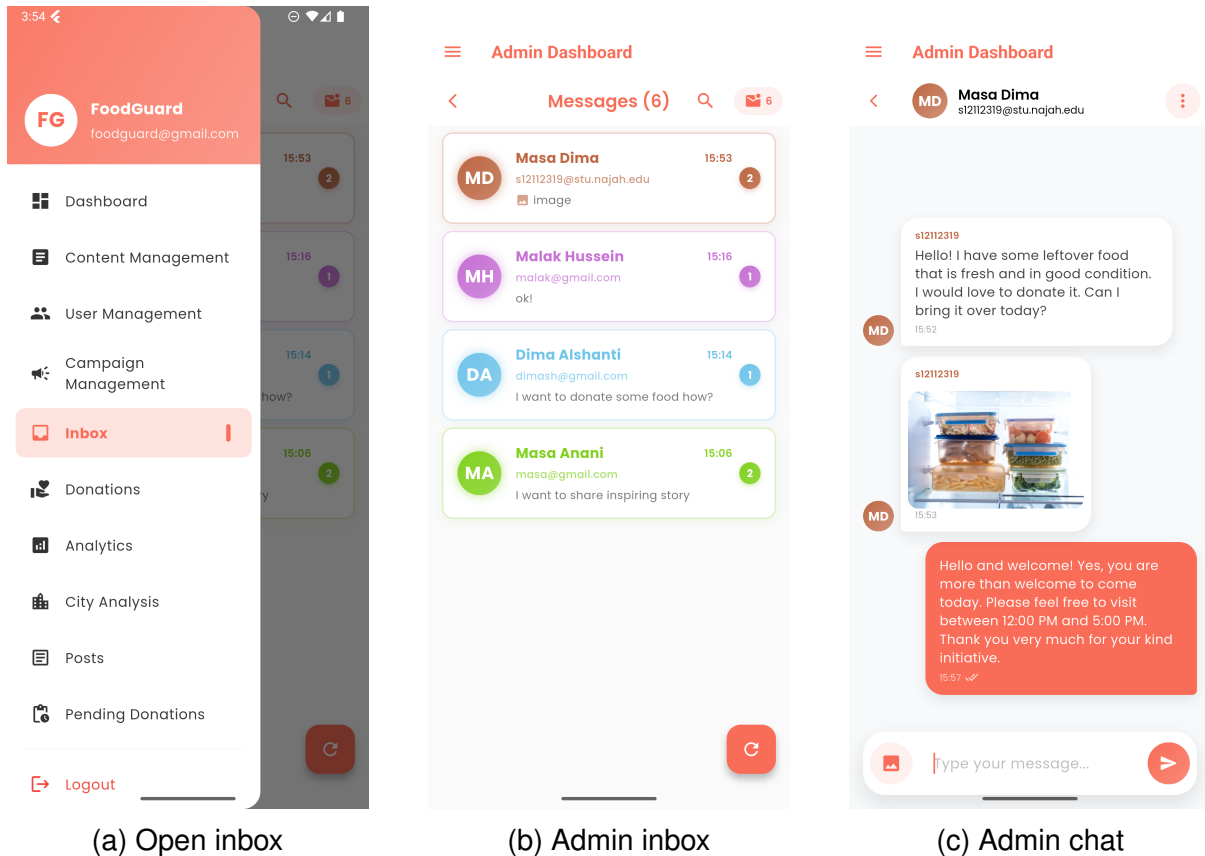 3:54
FG
FoodGuard
foodguard@gmail.com
6
15:53
2
Dashboard
Content Management
15:16
1
User Management
Campaign
Management
15:14
1
how?
Inbox
15:06
2
ry
Donations
Analytics
City Analysis
Posts
Pending Donations
Logout
(a) Open inbox
Admin Dashboard
Messages (6)
6
MD
Masa Dima
15:53
s12112319@stu.najah.edu
2
image
MH
Malak Hussein
15:16
malak@gmail.com
1
ok!
DA
Dima Alshanti
15:14
dimash@gmail.com
1
I want to donate some food how?
MA
Masa Anani
15:06
masa@gmail.com
2
I want to share inspiring story
(b) Admin inbox
Admin Dashboard
MD
Masa Dima
s12112319@stu.najah.edu
s12112319
Hello! I have some leftover food
that is fresh and in good condition.
I would love to donate it. Can I
bring it over today?
15:52
MD
s12112319
15:53
MD
Hello and welcome! Yes, you are
more than welcome to come
today. Please feel free to visit
between 12:00 PM and 5:00 PM.
Thank you very much for your kind
initiative.
15:57
Type your message...
(c) Admin chat